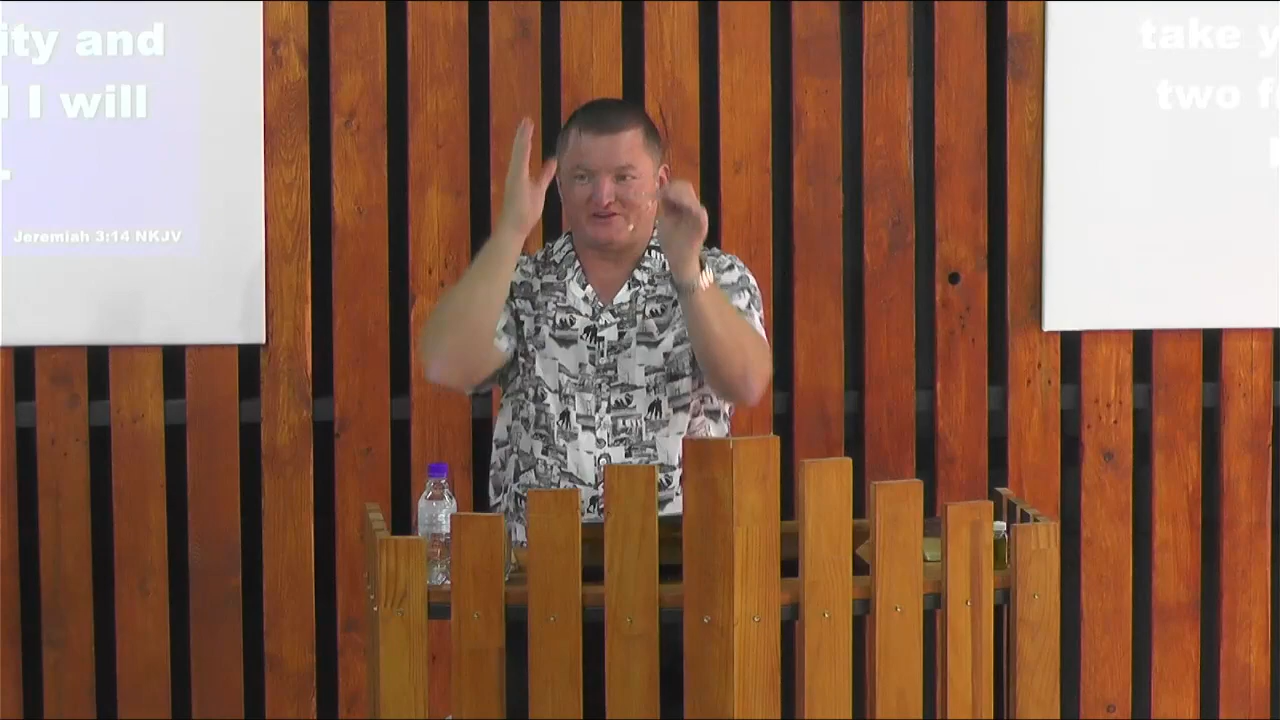 ity and
I will
.
Jeremiah 3:14 NKJV
take y
two f